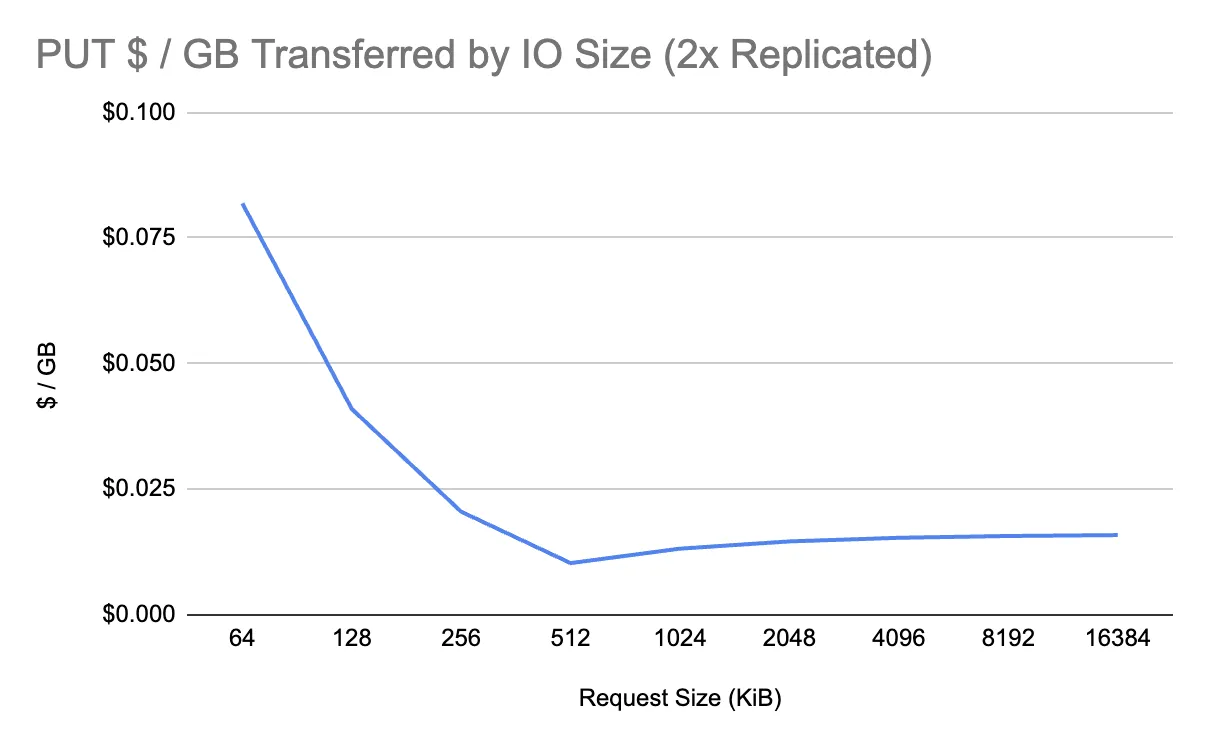 PUT $ / GB Transferred by IO Size (2x Replicated)
$0.100
$0.075
$0.050
$0.025
$0.000
$ / GB
64 128 256 512 1024 2048 4096 8192 16384
Request Size (KiB)